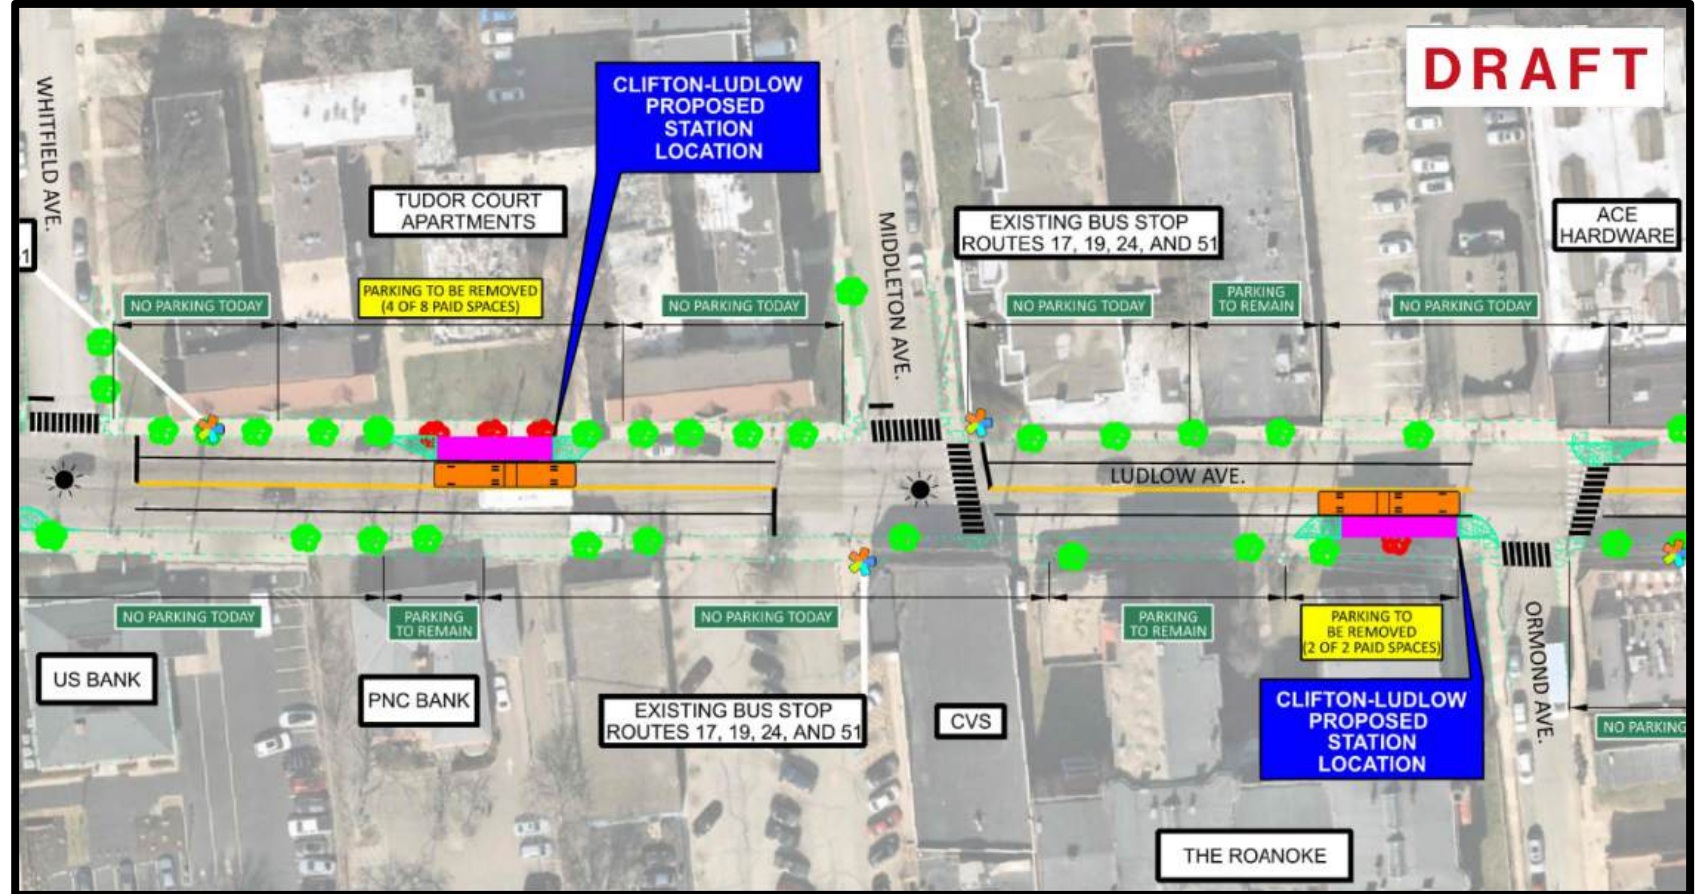 DRAFT
CLIFTON-LUDLOW
PROPOSED
STATION
LOCATION
WHITFIELD AVE.
1
TUDOR COURT
APARTMENTS
MIDDLETON AVE.
EXISTING BUS STOP
ROUTES 17, 19, 24, AND 51
ACE
HARDWARE
NO PARKING TODAY
PARKING TO BE REMOVED
(4 OF 8 PAID SPACES)
NO PARKING TODAY
NO PARKING TODAY
PARKING
TO REMAIN
NO PARKING TODAY
LUDLOW AVE.
NO PARKING TODAY
PARKING
TO REMAIN
NO PARKING TODAY
PARKING
TO REMAIN
PARKING TO
BE REMOVED
(2 OF 2 PAID SPACES)
ORMOND AVE.
US BANK
PNC BANK
EXISTING BUS STOP
ROUTES 17, 19, 24, AND 51
CVS
CLIFTON-LUDLOW
PROPOSED
STATION
LOCATION
NO PARKING
THE ROANOKE